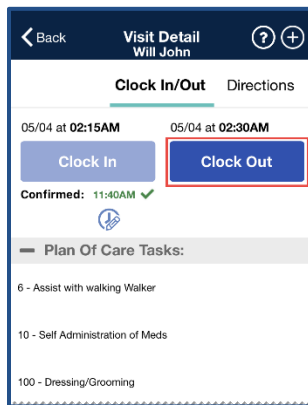 Back Visit Detail ?
Will John
Clock In/Out Directions
05/04 at 02:15AM 05/04 at 02:30AM
Clock In Clock Out
Confirmed: 11:40AM
Plan Of Care Tasks:
6 - Assist with walking Walker
10 - Self Administration of Meds
100 - Dressing/Grooming